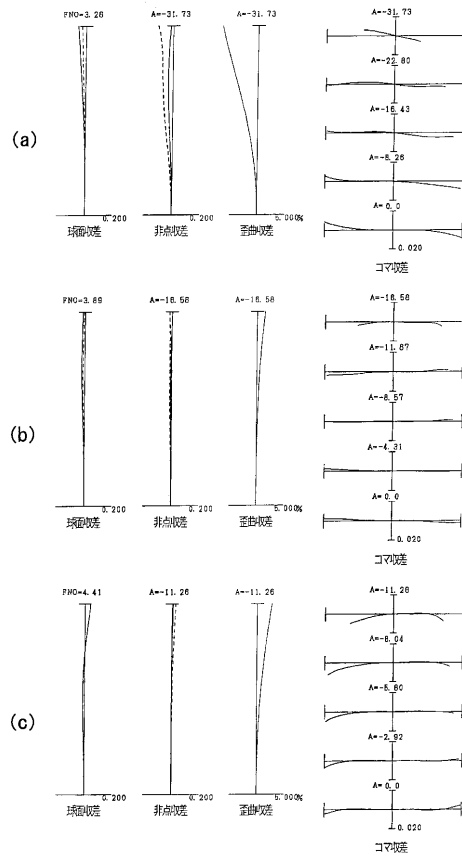 FNO=3.26
A=-31.73
A=-31.73
A=-31.73
A=-22.80
A=-16.43
A=-8.26
A=0.0
(a)
0.200
0.200
5.000%
0.020
球面収差
非点収差
歪曲収差
コマ収差
FNO=3.89
A=-16.58
A=-16.58
A=-16.58
A=-11.87
A=-8.57
A=-4.31
A=0.0
(b)
0.200
0.200
5.000%
0.020
球面収差
非点収差
歪曲収差
コマ収差
FNO=4.41
A=-11.26
A=-11.26
A=-11.26
A=-8.04
A=-5.80
A=-2.92
A=0.0
(c)
0.200
0.200
5.000%
0.020
球面収差
非点収差
歪曲収差
コマ収差